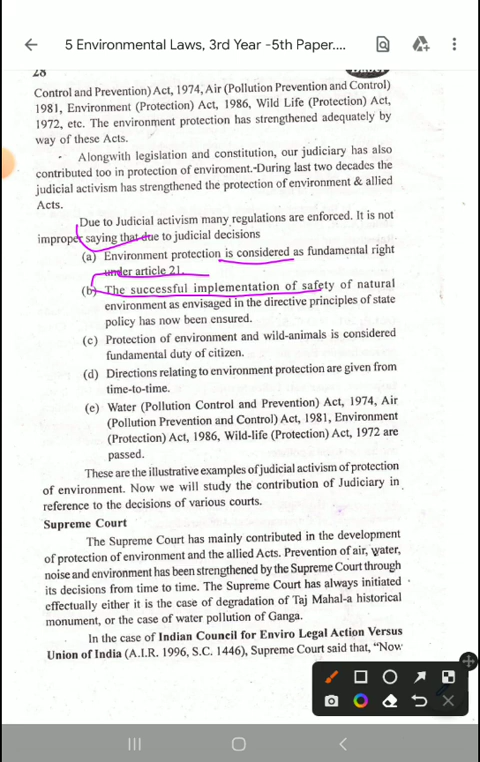 5 Environmental Laws, 3rd Year -5th Paper....
28
Control and Prevention) Act, 1974, Air (Pollution Prevention and Control)
1981, Environment (Protection) Act, 1986, Wild Life (Protection) Act,
1972, etc. The environment protection has strengthened adequately by
way of these Acts.
Alongwith legislation and constitution, our judiciary has also
contributed too in protection of enviroment. During last two decades the
judicial activism has strengthened the protection of environment & allied
Acts.
Due to Judicial activism many regulations are enforced. It is not
improper saying that due to judicial decisions
(a) Environment protection is considered as fundamental right
under article 21.
(b) The successful implementation of safety of natural
environment as envisaged in the directive principles of state
policy has now been ensured.
(c) Protection of environment and wild-animals is considered
fundamental duty of citizen.
(d) Directions relating to environment protection are given from
time-to-time.
(e) Water (Pollution Control and Prevention) Act, 1974, Air
(Pollution Prevention and Control) Act, 1981, Environment
(Protection) Act, 1986, Wild-life (Protection) Act, 1972 are
passed.
These are the illustrative examples of judicial activism of protection
of environment. Now we will study the contribution of Judiciary in
reference to the decisions of various courts.
Supreme Court
The Supreme Court has mainly contributed in the development
of protection of environment and the allied Acts. Prevention of air, water,
noise and environment has been strengthened by the Supreme Court through
its decisions from time to time. The Supreme Court has always initiated
effectually either it is the case of degradation of Taj Mahal-a historical
monument, or the case of water pollution of Ganga.
In the case of Indian Council for Enviro Legal Action Versus
Union of India (A.I.R. 1996, S.C. 1446), Supreme Court said that, “Now